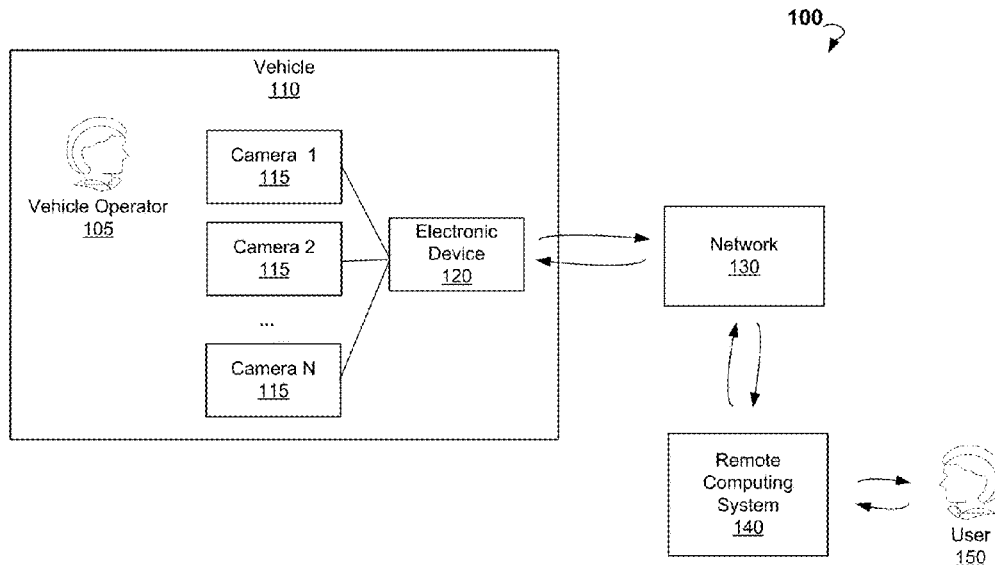 100
Vehicle
110
Vehicle Operator
105
Camera 1
115
Camera 2
115
...
Camera N
115
Electronic
Device
120
Network
130
Remote
Computing
System
140
User
150